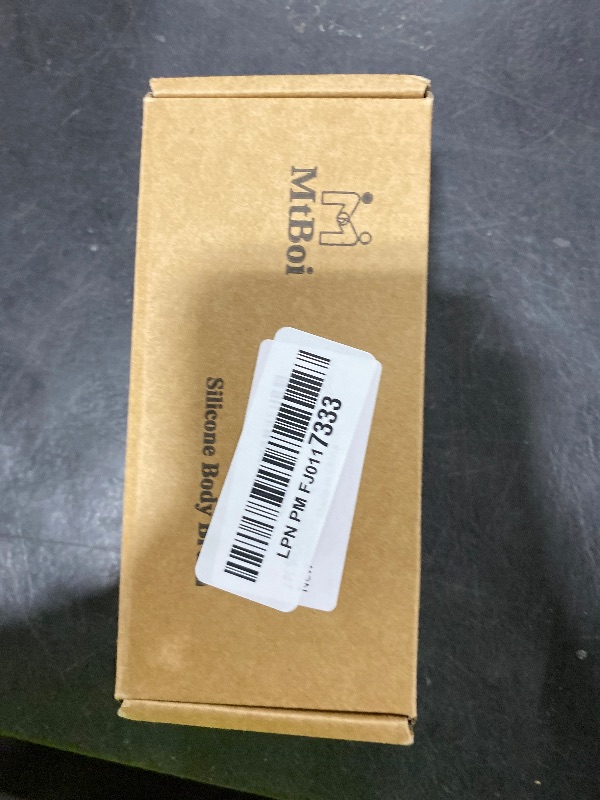 MtBoi
Silicone Body
LPN PM FJ0117333